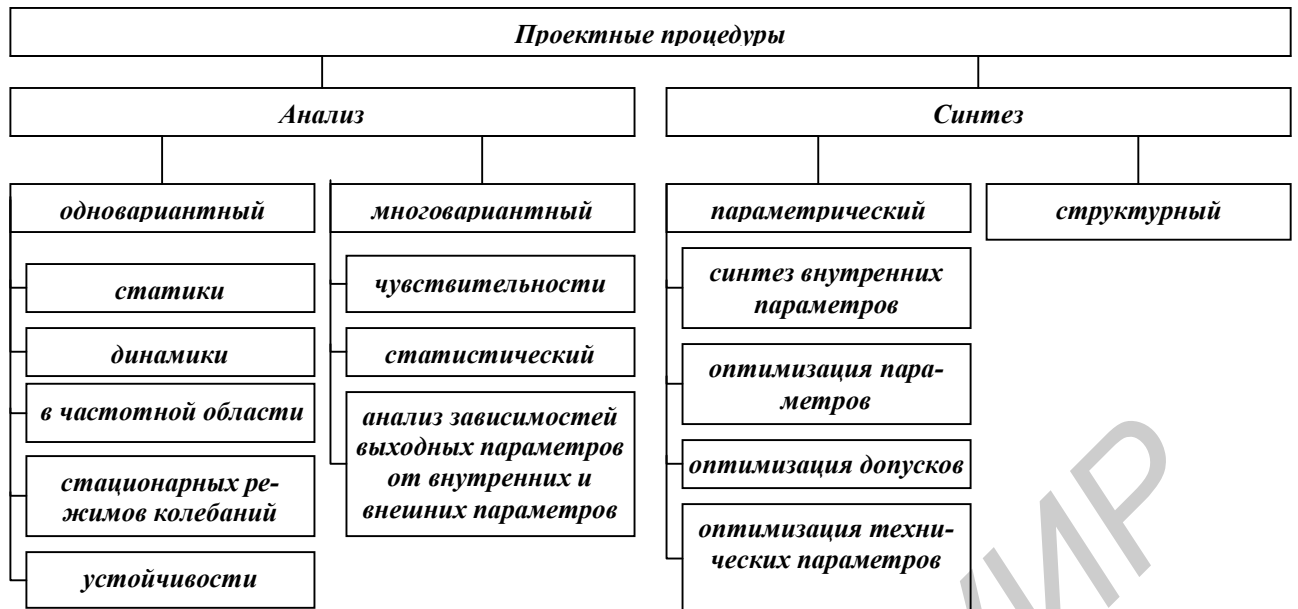 Проектные процедуры
Анализ
Синтез
одновариантный
многовариантный
параметрический
структурный
статики
динамики
в частотной области
стационарных ре-
жимов колебаний
устойчивости
чувствительности
статистический
анализ зависимостей
выходных параметров
от внутренних и
внешних параметров
синтез внутренних
параметров
оптимизация пара-
метров
оптимизация допусков
оптимизация техни-
ческих параметров